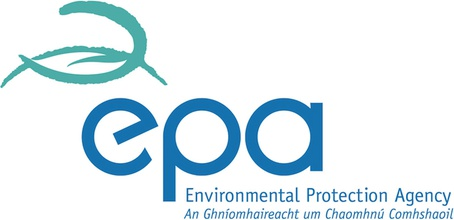 epa
Environmental Protection Agency
An Ghníomhaireacht um Chaomhnú Comhshaoil